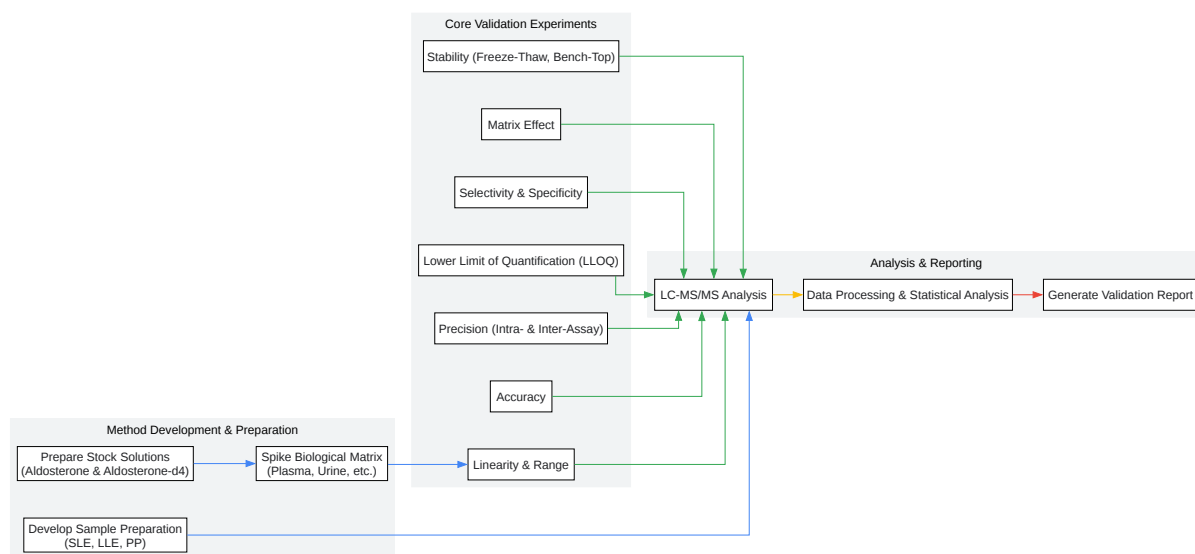 Core Validation Experiments
Stability (Freeze-Thaw, Bench-Top)
Matrix Effect
Selectivity & Specificity
Lower Limit of Quantification (LLOQ)
Precision (Intra- & Inter-Assay)
Accuracy
Linearity & Range
Analysis & Reporting
LC-MS/MS Analysis
Data Processing & Statistical Analysis
Generate Validation Report
Method Development & Preparation
Prepare Stock Solutions
(Aldosterone & Aldosterone-d4)
Spike Biological Matrix
(Plasma, Urine, etc.)
Develop Sample Preparation
(SLE, LLE, PP)